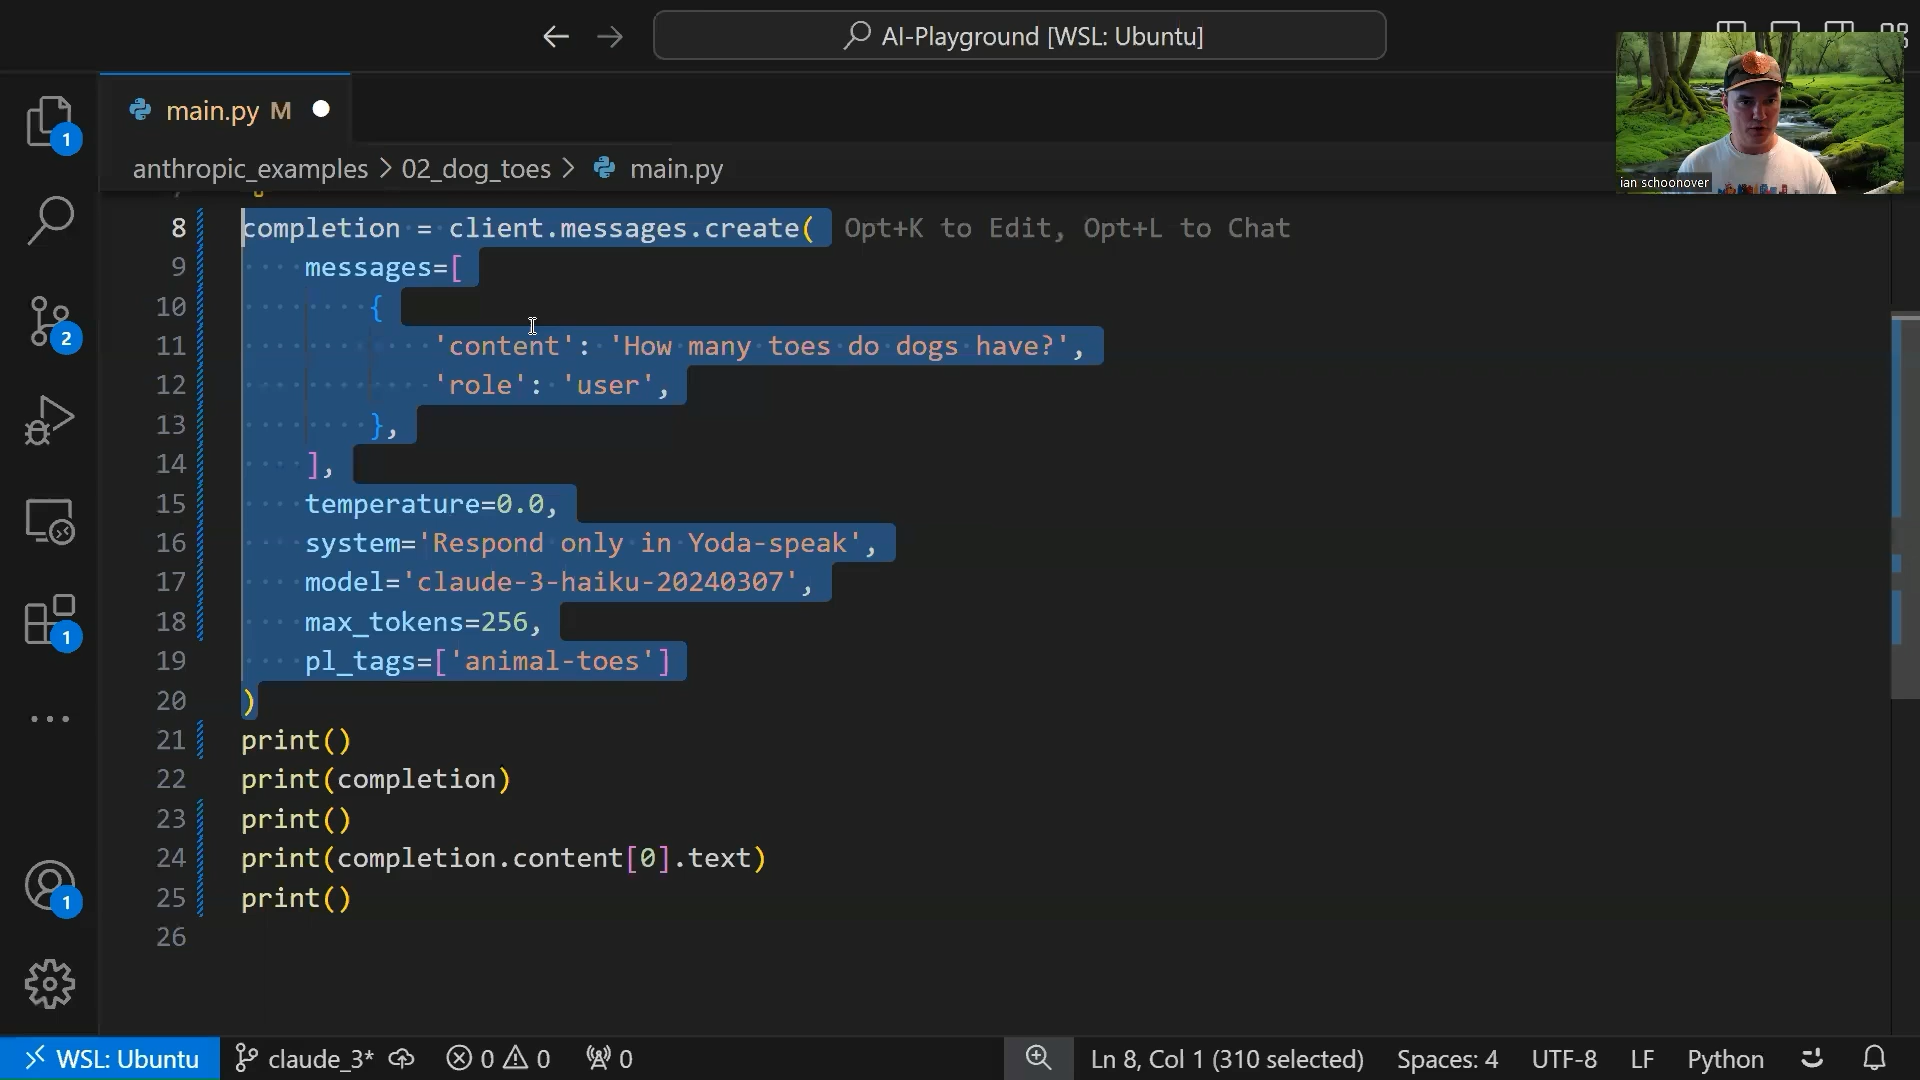 AI-Playground [WSL: Ubuntu]
main.py M
1
anthropic_examples > 02_dog_toes > main.py
ian schoonover
8 completion = client.messages.create( Opt+K to Edit, Opt+L to Chat
9 messages=[
10 {
11 'content': 'How many toes do dogs have?',
12 'role': 'user',
13 },
14 ],
15 temperature=0.0,
16 system='Respond only in Yoda-speak',
17 model='claude-3-haiku-20240307',
18 max_tokens=256,
19 pl_tags=['animal-toes']
20 )
21 print()
22 print(completion)
23 print()
24 print(completion.content[0].text)
25 print()
26
2
1
1
WSL: Ubuntu claude_3* 0 0 0 Ln 8, Col 1 (310 selected) Spaces: 4 UTF-8 LF Python